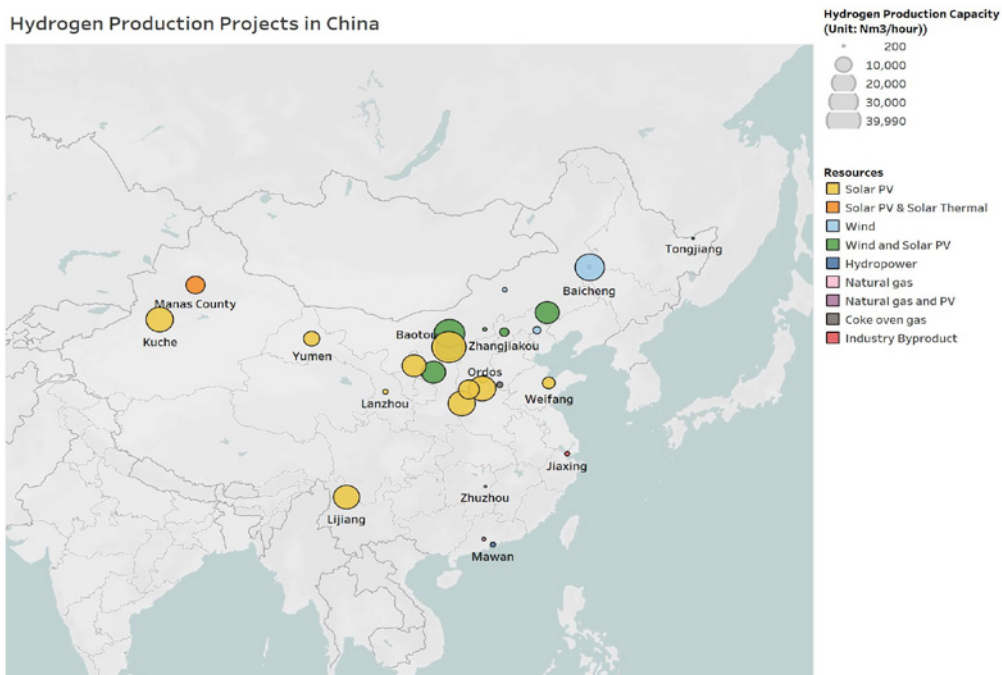 Hydrogen Production Projects in China
Hydrogen Production Capacity
(Unit: Nm3/hour))
200
10,000
20,000
30,000
39,990
Resources
Solar PV
Solar PV & Solar Thermal
Wind
Wind and Solar PV
Hydropower
Natural gas
Natural gas and PV
Coke oven gas
Industry Byproduct
Tongjiang
Baicheng
Manas County
Kuche
Yumen
Baotou
Zhangjiakou
Ordos
Lanzhou
Weifang
Jiaxing
Zhuzhou
Lijiang
Mawan